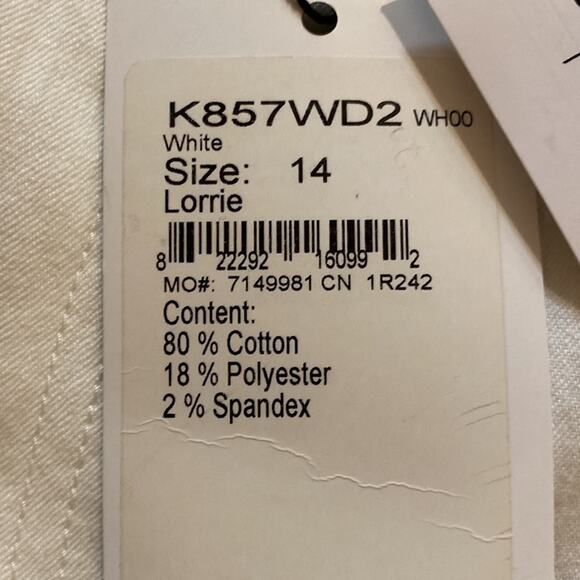 K857WD2 WH00
White
Size: 14
Lorrie
8 22292 16099 2
MO#: 7149981 CN 1R242
Content:
80 % Cotton
18 % Polyester
2 % Spandex